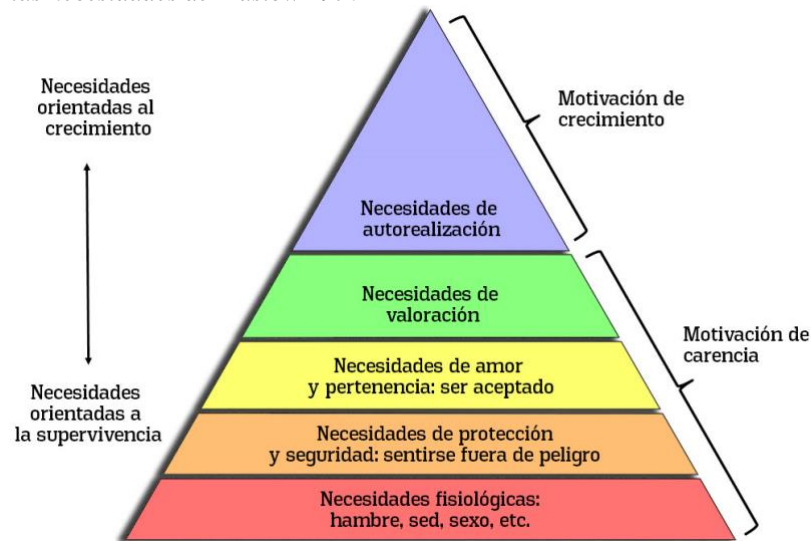 Necesidades
orientadas al
crecimiento
Motivación de
crecimiento
Necesidades de
autorealización
Necesidades de
valoración
Motivación de
carencia
Necesidades de amor
y pertenencia: ser aceptado
Necesidades
orientadas a
la supervivencia
Necesidades de protección
y seguridad: sentirse fuera de peligro
Necesidades fisiológicas:
hambre, sed, sexo, etc.